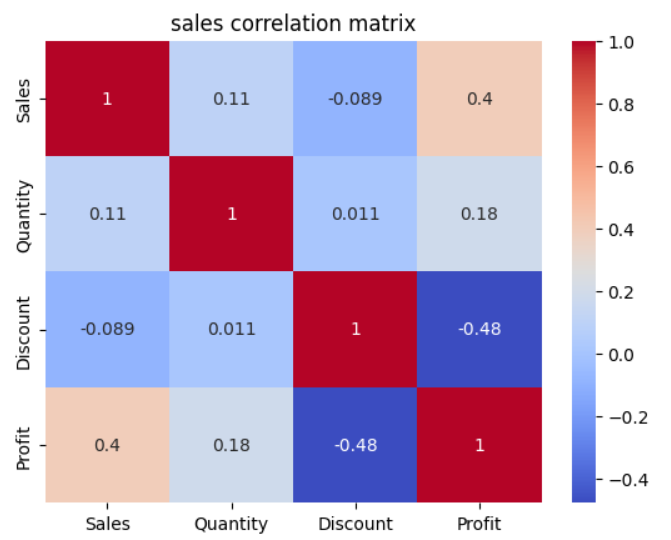 sales correlation matrix
Sales 1 0.11 -0.089 0.4
Quantity 0.11 1 0.011 0.18
Discount -0.089 0.011 1 -0.48
Profit 0.4 0.18 -0.48 1
Sales Quantity Discount Profit
1.0
0.8
0.6
0.4
0.2
0.0
-0.2
-0.4